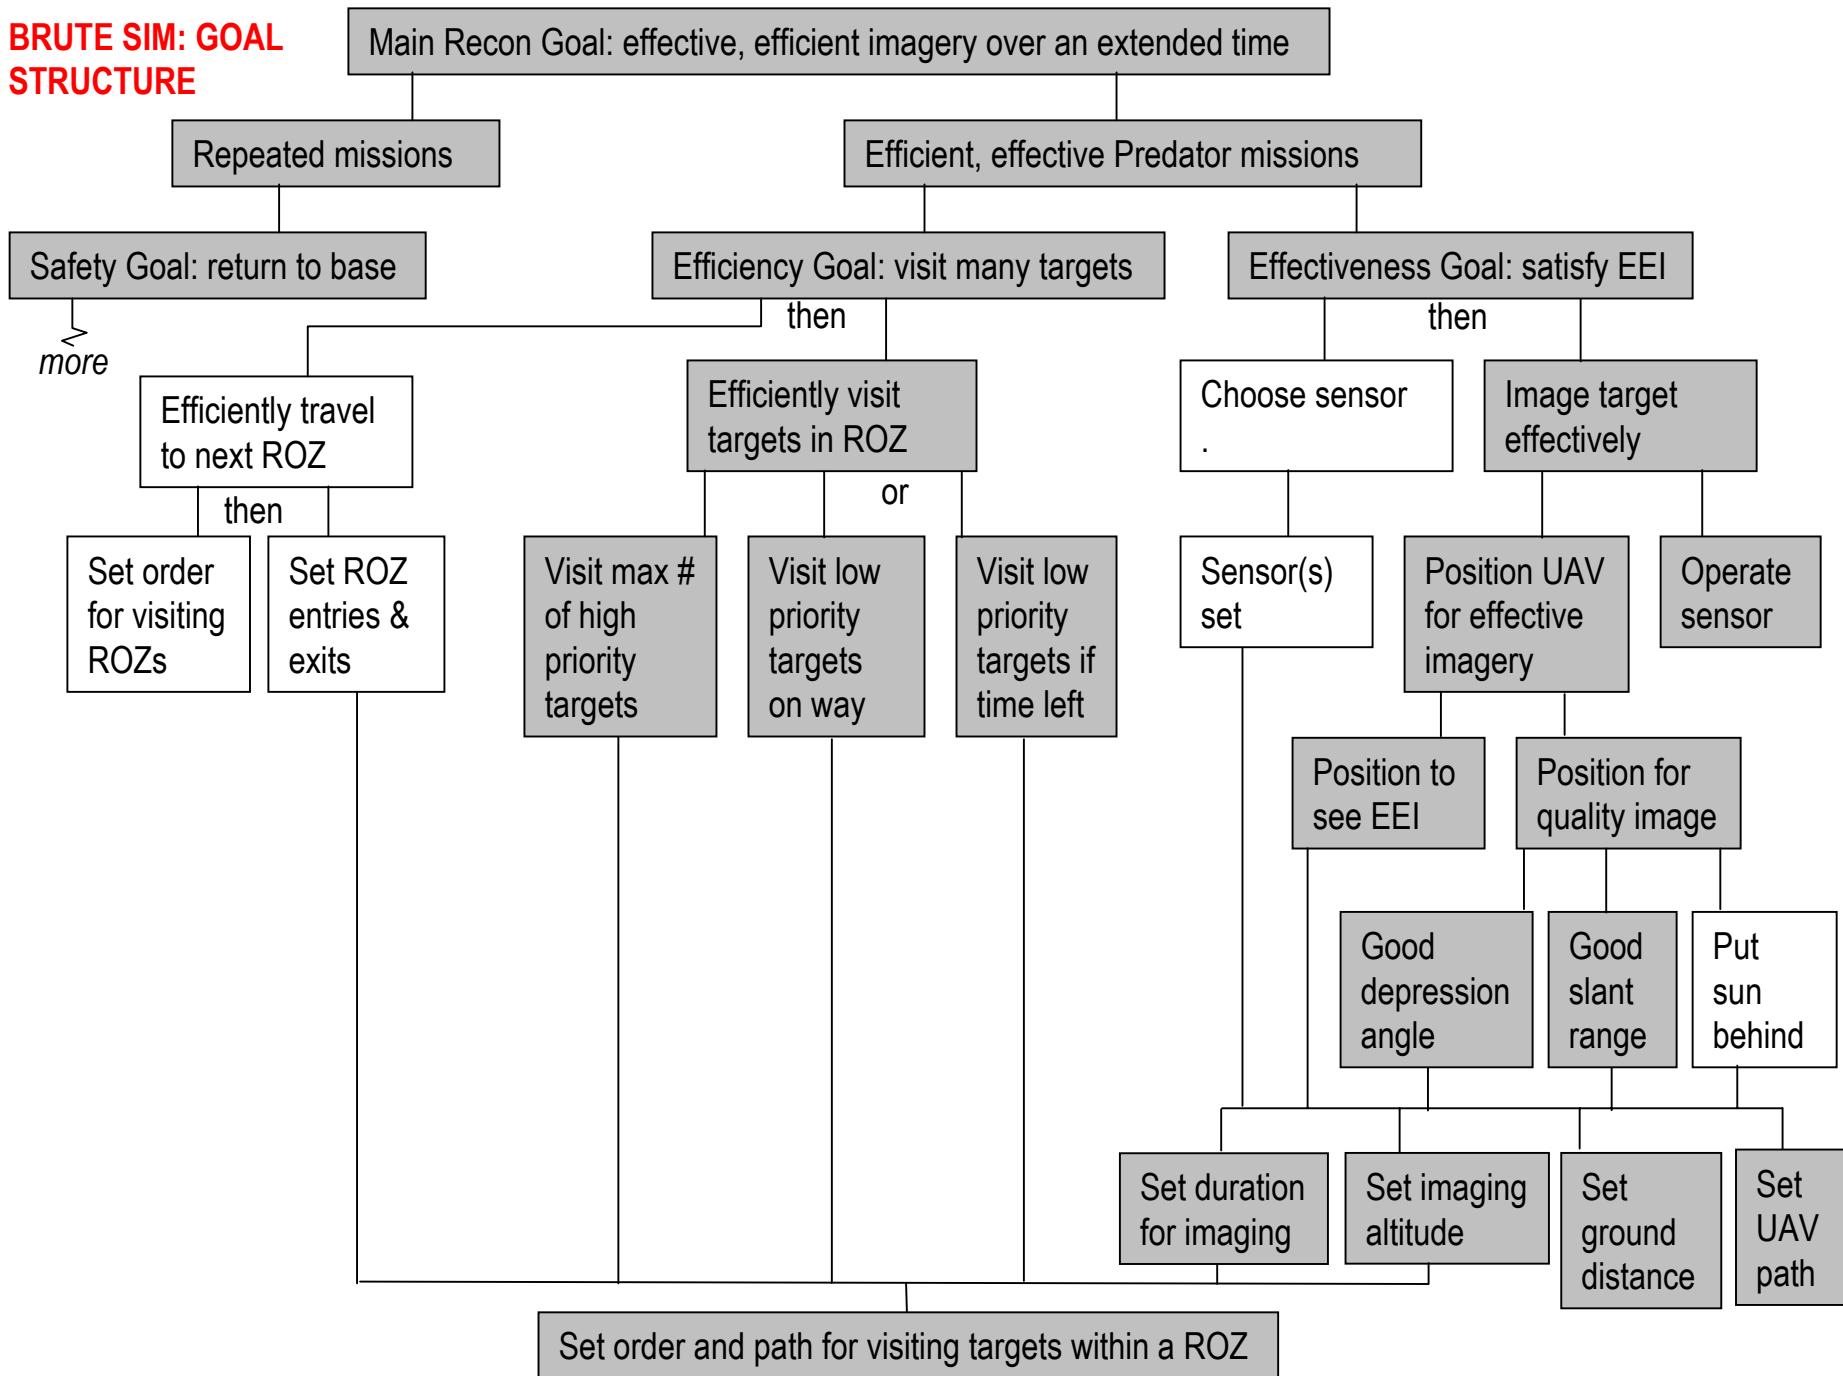 BRUTE SIM: GOAL
STRUCTURE
Main Recon Goal: effective, efficient imagery over an extended time
Repeated missions
Efficient, effective Predator missions
Safety Goal: return to base
Efficiency Goal: visit many targets
Effectiveness Goal: satisfy EEI
more
then
then
Efficiently travel
to next ROZ
Efficiently visit
targets in ROZ
Choose sensor
.
Image target
effectively
then
or
Set order
for visiting
ROZs
Set ROZ
entries &
exits
Visit max #
of high
priority
targets
Visit low
priority
targets
on way
Visit low
priority
targets if
time left
Sensor(s)
set
Position UAV
for effective
imagery
Operate
sensor
Position to
see EEI
Position for
quality image
Good
depression
angle
Good
slant
range
Put
sun
behind
Set duration
for imaging
Set imaging
altitude
Set
ground
distance
Set
UAV
path
Set order and path for visiting targets within a ROZ